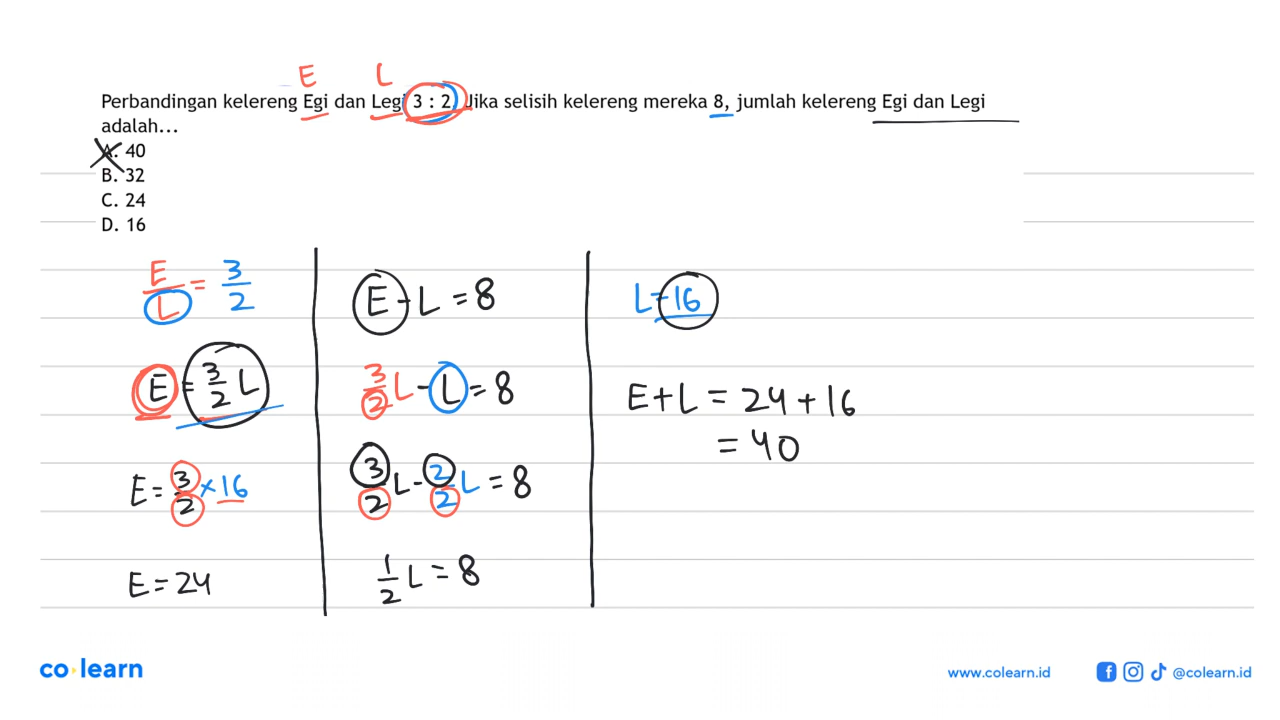 E L
Perbandingan kelereng Egi dan Legi 3 : 2. Jika selisih kelereng mereka 8, jumlah kelereng Egi dan Legi
adalah...
A. 40
B. 32
C. 24
D. 16
E/L = 3/2
E = 3/2 L
E = 3/2 × 16
E = 24
E - L = 8
3/2 L - L = 8
3/2 L - 2/2 L = 8
1/2 L = 8
L = 16
E + L = 24 + 16
= 40
co learn
www.colearn.id
@colearn.id